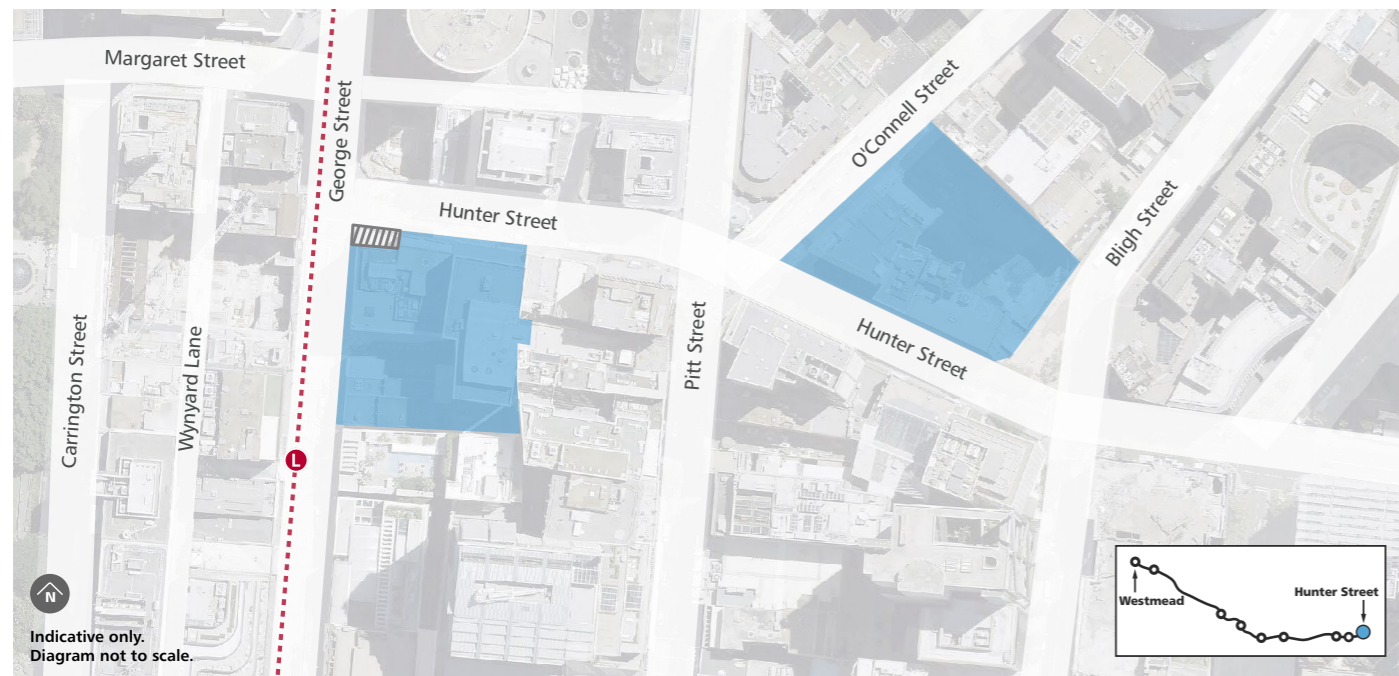 Margaret Street
George Street
O'Connell Street
Hunter Street
Bligh Street
Carrington Street
Wynyard Lane
Pitt Street
Hunter Street
L
N
Indicative only.
Diagram not to scale.
Westmead
Hunter Street